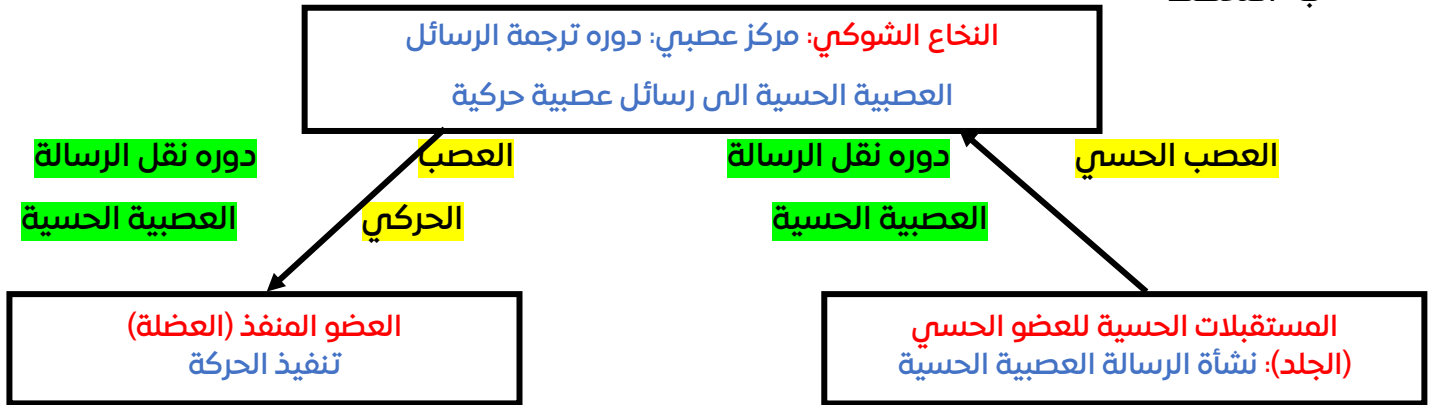 النخاع الشوكي: مركز عصبي: دوره ترجمة الرسائل
العصبية الحسية الى رسائل عصبية حركية
العصب الحسي
دوره نقل الرسالة
العصبية الحسية
العصب
الحركي
دوره نقل الرسالة
العصبية الحسية
المستقبلات الحسية للعضو الحسي
(الجلد): نشأة الرسالة العصبية الحسية
العضو المنفذ (العضلة)
تنفيذ الحركة